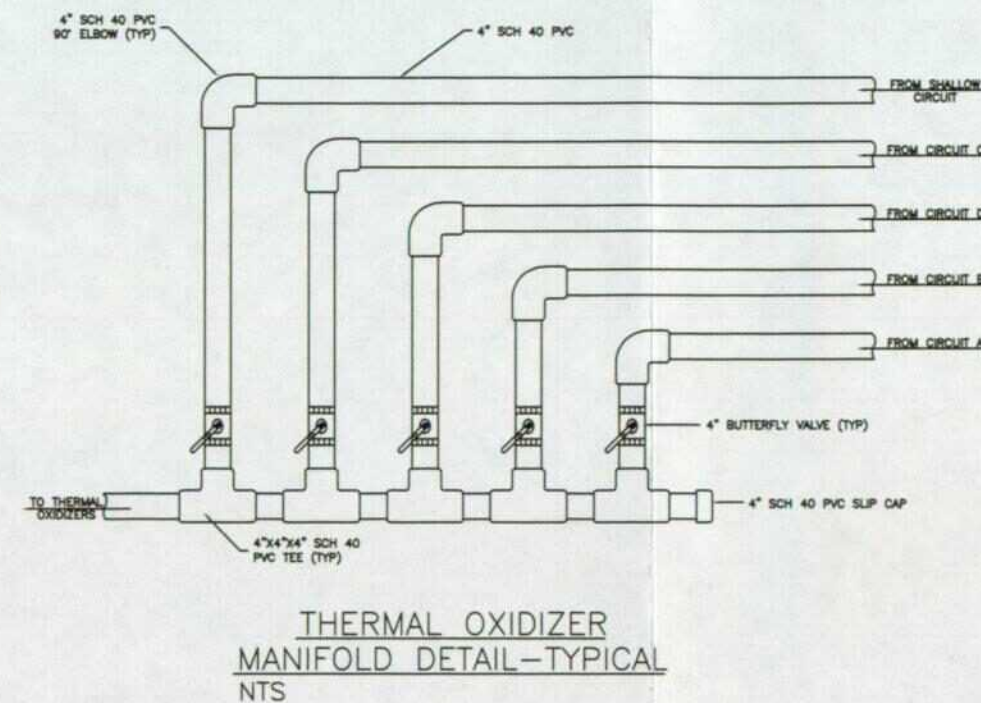 4" SCH 40 PVC
90° ELBOW (TYP)
4" SCH 40 PVC
FROM SHALLOW
CIRCUIT
FROM CIRCUIT C
FROM CIRCUIT D
FROM CIRCUIT B
FROM CIRCUIT A
4" BUTTERFLY VALVE (TYP)
TO THERMAL
OXIDIZERS
4" SCH 40 PVC SLIP CAP
4"X4"X4" SCH 40
PVC TEE (TYP)
THERMAL OXIDIZER
MANIFOLD DETAIL-TYPICAL
NTS